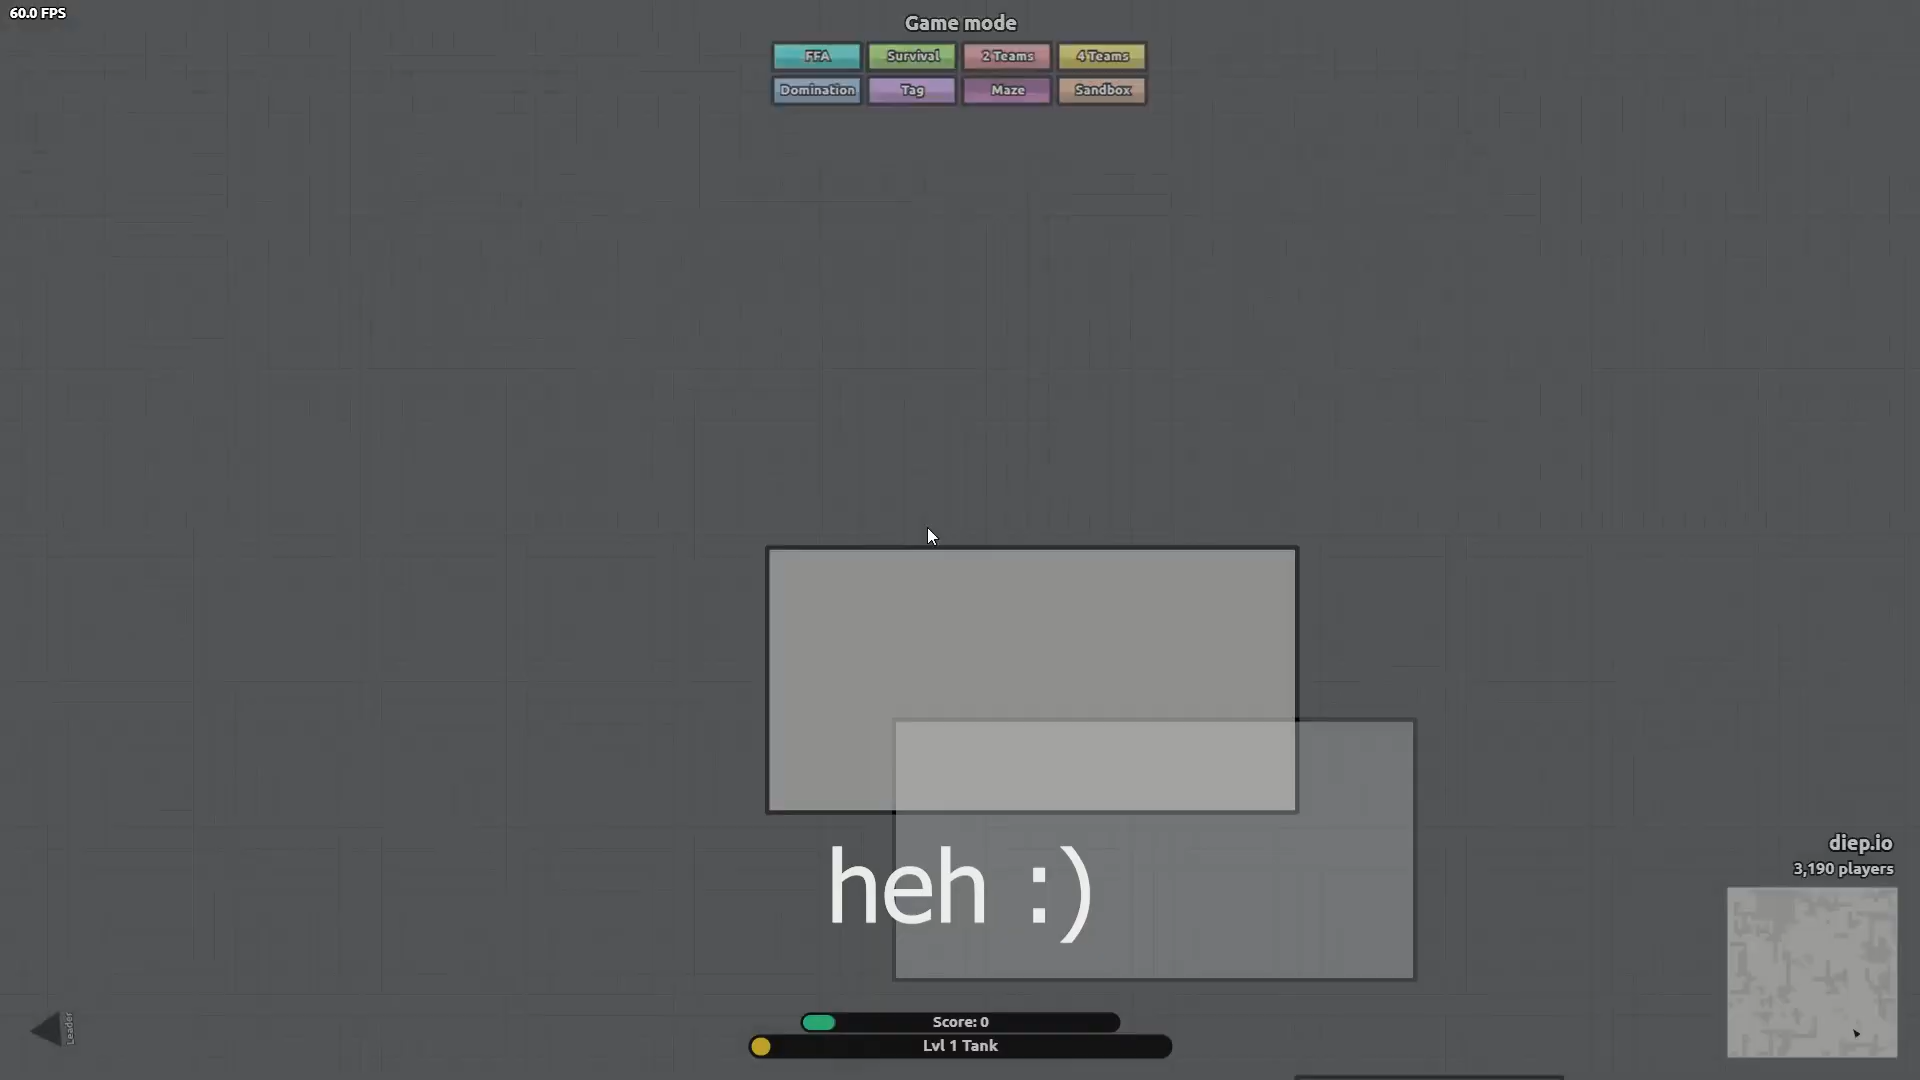 60.0 FPS
Game mode
FFA Survival 2 Teams 4 Teams
Domination Tag Maze Sandbox
heh :)
diep.io
3,190 players
Leader
Score: 0
Lvl 1 Tank